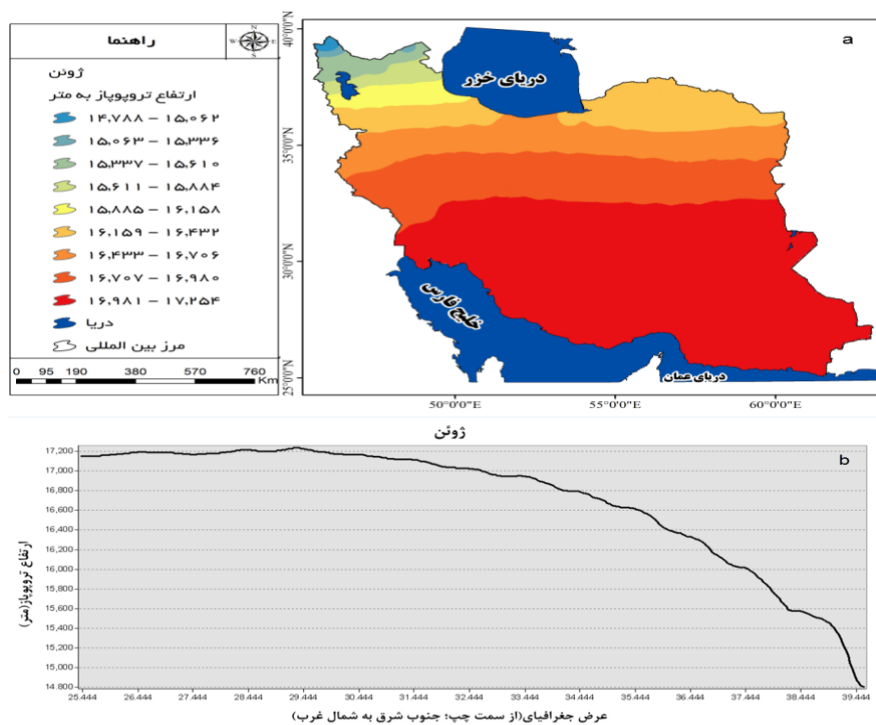 راهنما
N
W E
S
ژوئن
ارتفاع تروپوپاز به متر
۱۴,۷۸۸ – ۱۵,۰۶۲
۱۵,۰۶۳ – ۱۵,۳۳۶
۱۵,۳۳۷ – ۱۵,۶۱۰
۱۵,۶۱۱ – ۱۵,۸۸۴
۱۵,۸۸۵ – ۱۶,۱۵۸
۱۶,۱۵۹ – ۱۶,۴۳۲
۱۶,۴۳۳ – ۱۶,۷۰۶
۱۶,۷۰۷ – ۱۶,۹۸۰
۱۶,۹۸۱ – ۱۷,۲۵۴
دریا
مرز بین المللی
0 95 190 380 570 760
Km
a
40°0'0"N
35°0'0"N
30°0'0"N
25°0'0"N
دریای خزر
خلیج فارس
دریای عمان
50°0'0"E 55°0'0"E 60°0'0"E
ژوئن
b
ارتفاع تروپوپاز(متر)
17,200
17,000
16,800
16,600
16,400
16,200
16,000
15,800
15,600
15,400
15,200
15,000
14 800
25.444 26.444 27.444 28.444 29.444 30.444 31.444 32.444 33.444 34.444 35.444 36.444 37.444 38.444 39.444
عرض جغرافیای(از سمت چپ؛ جنوب شرق به شمال غرب)